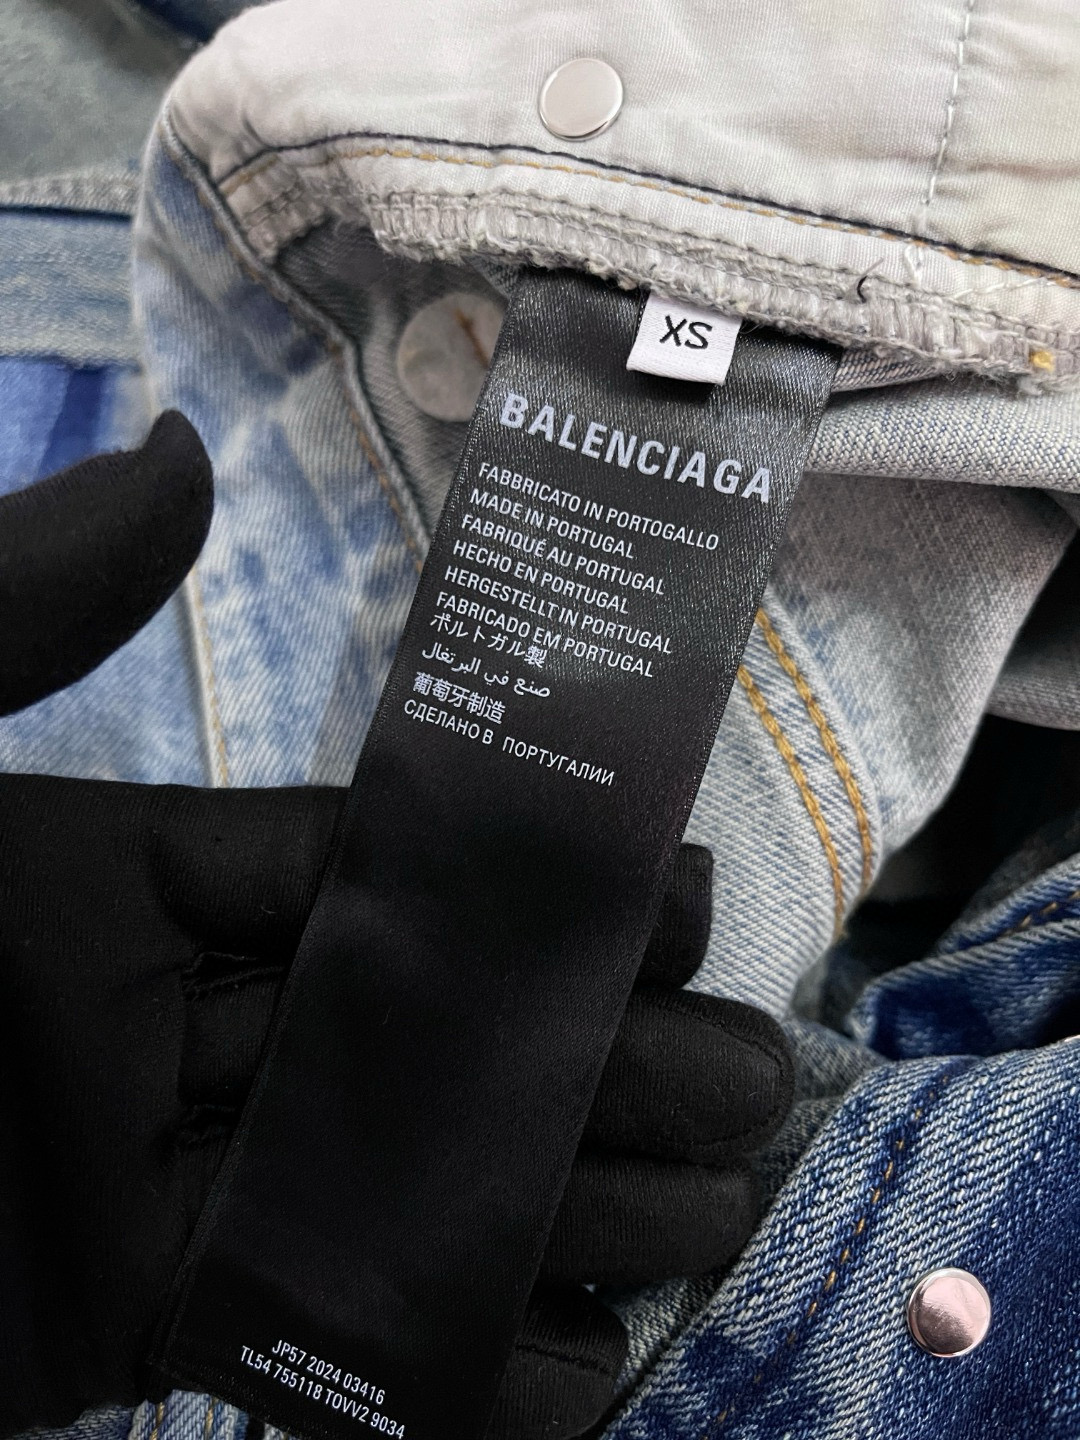 XS
BALENCIAGA
FABBRICATO IN PORTOGALLO
MADE IN PORTUGAL
FABRIQUÉ AU PORTUGAL
HECHO EN PORTUGAL
HERGESTELLT IN PORTUGAL
FABRICADO EM PORTUGAL
ポルトガル製
صنع في البرتغال
葡萄牙制造
СДЕЛАНО В ПОРТУГАЛИИ
JP57 2024 03416
TL54 755118 TOVV2 9034